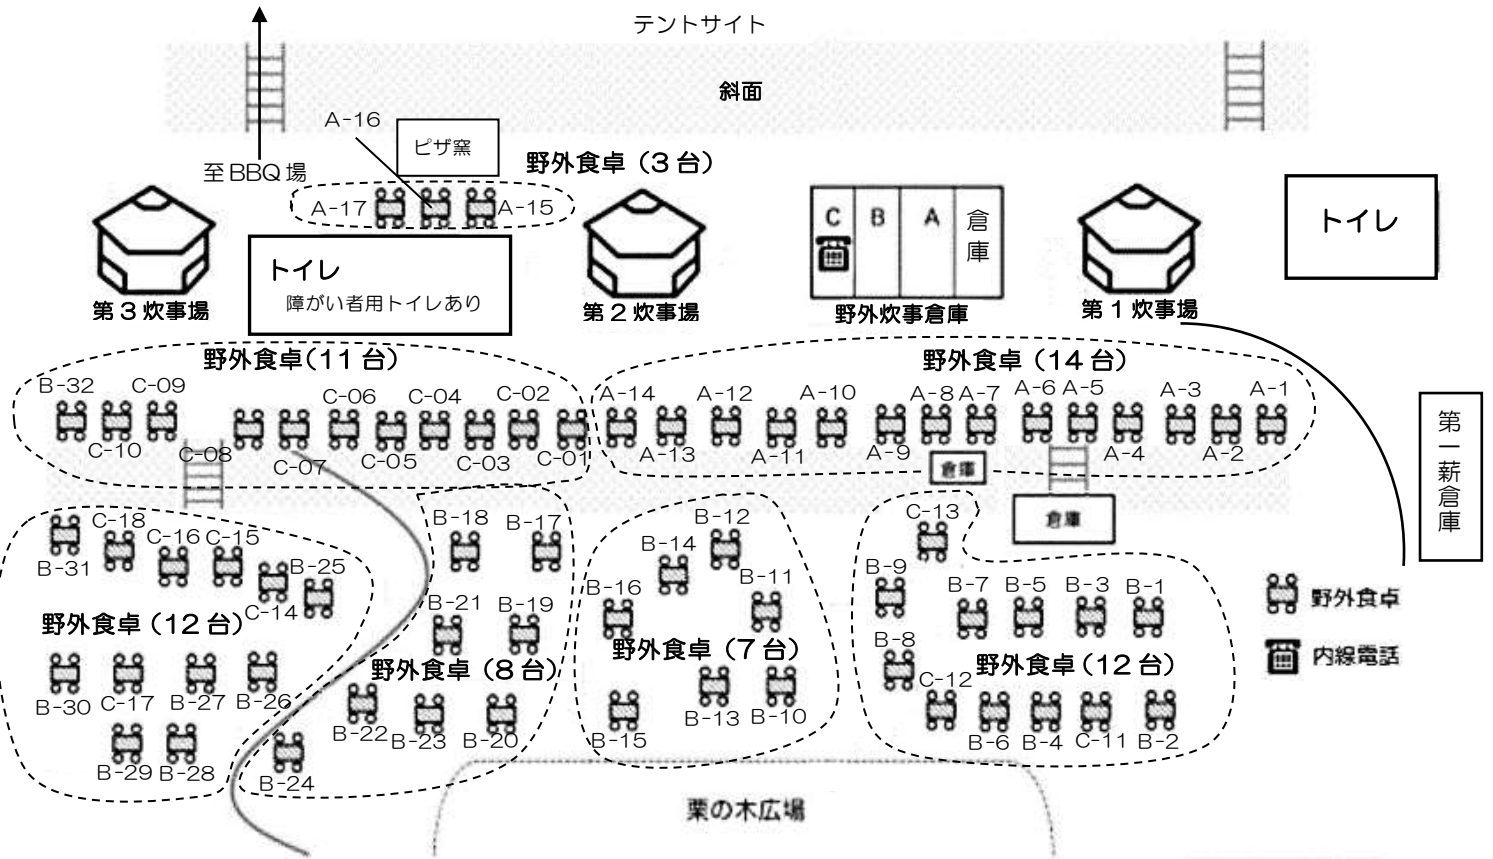 テントサイト
斜面
A-16
ピザ窯
野外食卓（3台）
至BBQ場
A-17
A-15
C
B
A
倉庫
トイレ
トイレ
障がい者用トイレあり
第3炊事場
第2炊事場
野外炊事倉庫
第1炊事場
野外食卓（11台）
野外食卓（14台）
B-32
C-09
C-06
C-04
C-02
A-14
A-12
A-10
A-8
A-7
A-6
A-5
A-3
A-1
C-10
C-08
C-07
C-05
C-03
C-01
A-13
A-11
A-9
A-4
A-2
倉庫
倉庫
第一薪倉庫
C-18
C-16
C-15
B-31
B-25
C-14
野外食卓（12台）
B-30
C-17
B-27
B-26
B-29
B-28
B-18
B-17
B-21
B-19
野外食卓（8台）
B-22
B-23
B-20
B-24
B-12
B-14
B-11
B-16
野外食卓（7台）
B-13
B-10
B-15
C-13
B-9
B-7
B-5
B-3
B-1
B-8
野外食卓（12台）
C-12
B-6
B-4
C-11
B-2
野外食卓
内線電話
栗の木広場